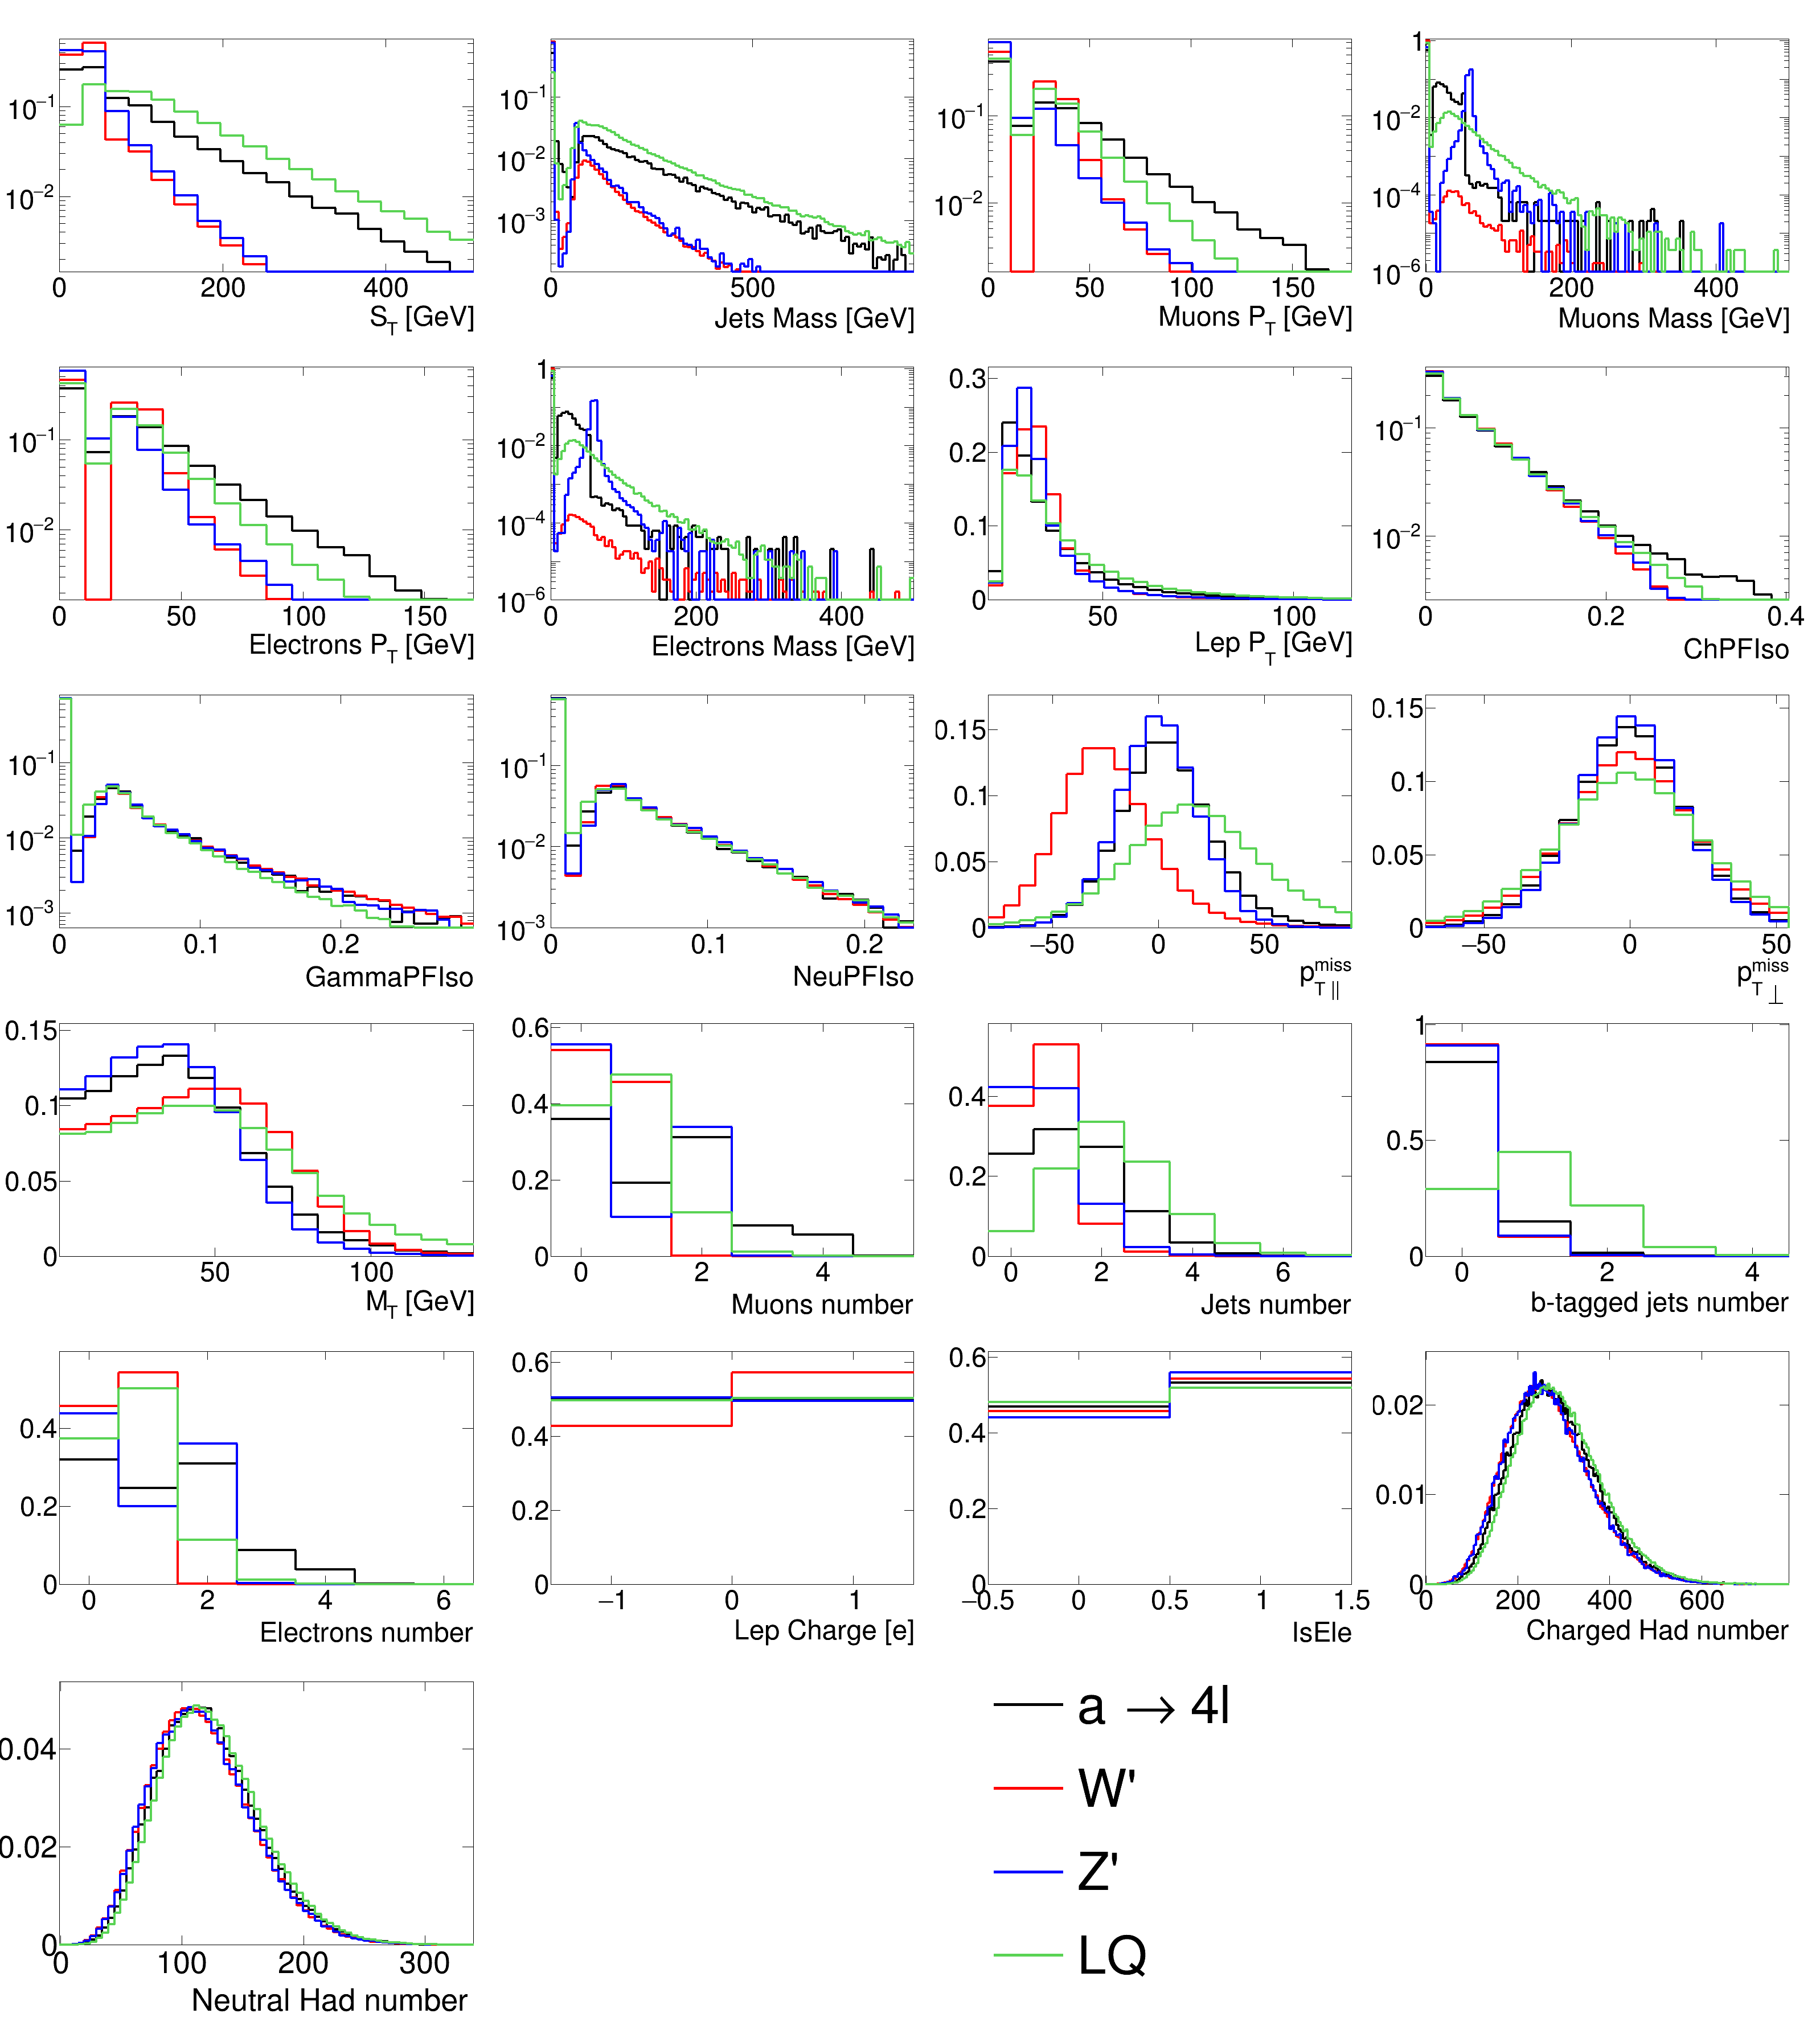 10⁻¹
10⁻²
0 200 400
S_T [GeV]
10⁻¹
10⁻²
10⁻³
0 500
Jets Mass [GeV]
10⁻¹
10⁻²
0 50 100 150
Muons P_T [GeV]
1
10⁻²
10⁻⁴
10⁻⁶
0 200 400
Muons Mass [GeV]
10⁻¹
10⁻²
0 50 100 150
Electrons P_T [GeV]
1
10⁻²
10⁻⁴
10⁻⁶
0 200 400
Electrons Mass [GeV]
0.3
0.2
0.1
0
50 100
Lep P_T [GeV]
10⁻¹
10⁻²
0 0.2 0.4
ChPFIso
10⁻¹
10⁻²
10⁻³
0 0.1 0.2
GammaPFIso
10⁻¹
10⁻²
10⁻³
0 0.1 0.2
NeuPFIso
0.15
0.1
0.05
0
−50 0 50
p_T ∥^miss
0.15
0.1
0.05
0
−50 0 50
p_T ⊥^miss
0.15
0.1
0.05
0
50 100
M_T [GeV]
0.6
0.4
0.2
0
0 2 4
Muons number
0.4
0.2
0
0 2 4 6
Jets number
1
0.5
0
0 2 4
b-tagged jets number
0.4
0.2
0
0 2 4 6
Electrons number
0.6
0.4
0.2
0
−1 0 1
Lep Charge [e]
0.6
0.4
0.2
0
−0.5 0 0.5 1 1.5
IsEle
0.02
0.01
0
0 200 400 600
Charged Had number
0.04
0.02
0
0 100 200 300
Neutral Had number
a → 4l
W'
Z'
LQ